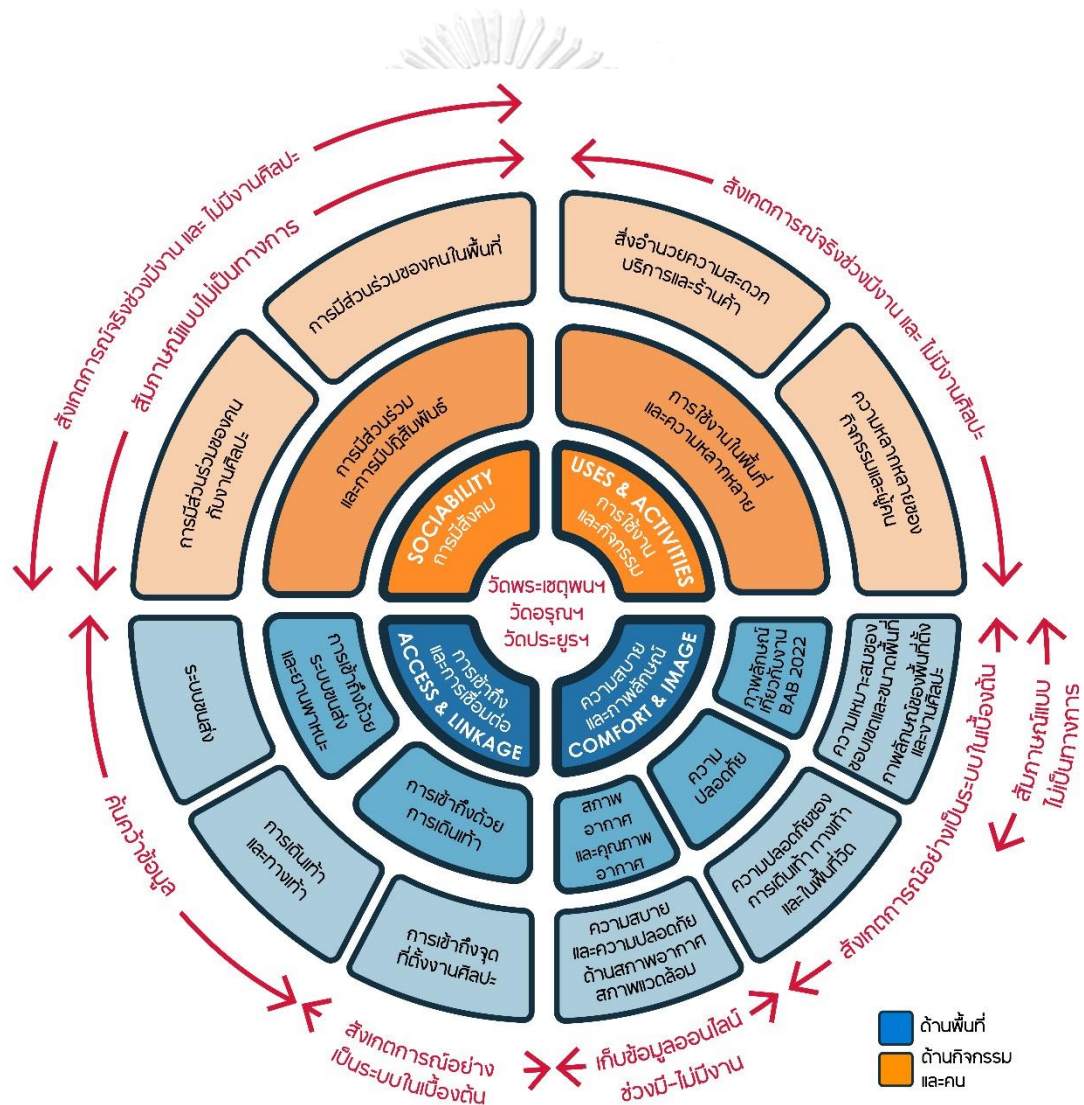 สังเกตการณ์จริงช่วงมีงาน และ ไม่มีงานศิลปะ
สัมภาษณ์แบบไม่เป็นทางการ
สังเกตการณ์จริงช่วงมีงาน และ ไม่มีงานศิลปะ
การมีส่วนร่วมของคนในพื้นที่
การมีส่วนร่วมของคน
กับงานศิลปะ
สิ่งอำนวยความสะดวก
บริการและร้านค้า
ความหลากหลายของ
กิจกรรมและผู้คน
การมีส่วนร่วม
และการมีปฏิสัมพันธ์
การใช้งานในพื้นที่
และความหลากหลาย
SOCIABILITY
การมีสังคม
USES & ACTIVITIES
การใช้งาน
และกิจกรรม
วัดพระเชตุพนฯ
วัดอรุณฯ
วัดประยูรฯ
การเข้าถึง
และการเชื่อมต่อ
ACCESS & LINKAGE
ความสบาย
และภาพลักษณ์
COMFORT & IMAGE
การเข้าถึงด้วย
ระบบขนส่ง
และยานพาหนะ
การเข้าถึงด้วย
การเดินเท้า
สภาพ
อากาศ
และคุณภาพ
อากาศ
ความ
ปลอดภัย
ภาพลักษณ์
เกี่ยวกับงาน
BAB 2022
ระบบขนส่ง
การเดินเท้า
และทางเท้า
การเข้าถึงจุด
ที่ตั้งงานศิลปะ
ความสบาย
และความปลอดภัย
ด้านสภาพอากาศ
สภาพแวดล้อม
ความปลอดภัยของ
การเดินเท้า ทางเท้า
และในพื้นที่วัด
ความเหมาะสมของ
ขอบเขตและขนาดพื้นที่
ภาพลักษณ์ของพื้นที่ตั้ง
และงานศิลปะ
ค้นคว้าข้อมูล
สังเกตการณ์อย่าง
เป็นระบบในเบื้องต้น
เก็บข้อมูลออนไลน์
ช่วงมี-ไม่มีงาน
สังเกตการณ์อย่างเป็นระบบในเบื้องต้น
สัมภาษณ์แบบ
ไม่เป็นทางการ
ด้านพื้นที่
ด้านกิจกรรม
และคน